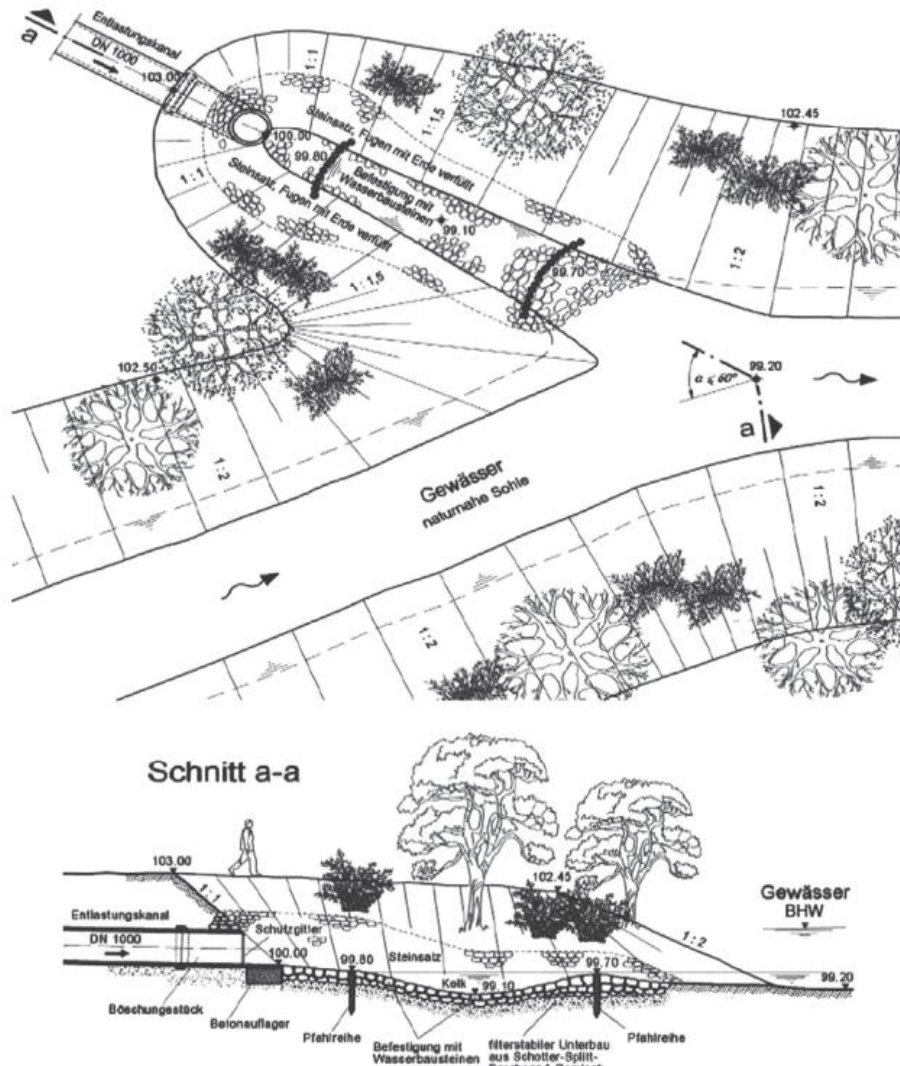 Entlastungskanal
a
DN 1000
103.00
1:1
1:1,5
102.45
100.00
99.80
Steinsatz, Fugen mit Erde verfüllt
Befestigung mit
Wasserbausteinen
1:1
Steinsatz, Fugen mit Erde verfüllt
99.10
99.70
1:2
1:1,5
102.50
99.20
a ≤ 60°
a
1:2
Gewässer
naturnahe Sohle
1:2
1:2
Schnitt a-a
103.00
1:1
102.45
Gewässer
BHW
Entlastungskanal
Schutzgitter
DN 1000
Steinsatz
1:2
100.00
99.80
99.70
Kolk
99.10
99.20
Böschungsstück
Betonauflager
Pfahlreihe
Befestigung mit
Wasserbausteinen
filterstabiler Unterbau
aus Schotter-Splitt-
Pfahlreihe